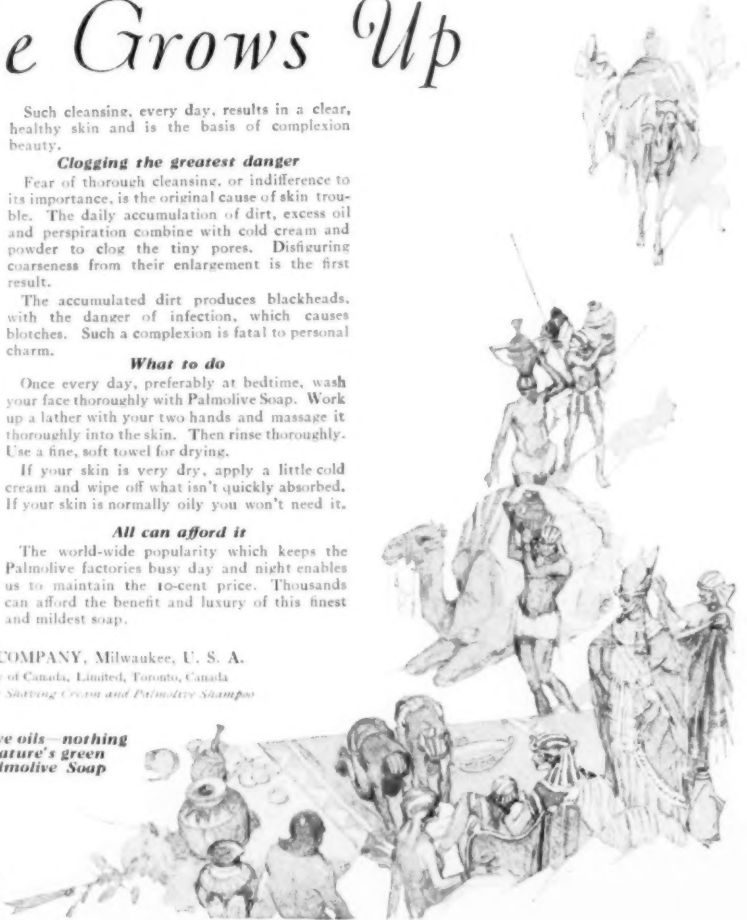 e Grows Up
Such cleansing, every day, results in a clear,
healthy skin and is the basis of complexion
beauty.
Clogging the greatest danger
Fear of thorough cleansing, or indifference to
its importance, is the original cause of skin trou-
ble. The daily accumulation of dirt, excess oil
and perspiration combine with cold cream and
powder to clog the tiny pores. Disfiguring
coarseness from their enlargement is the first
result.
The accumulated dirt produces blackheads,
with the danger of infection, which causes
blotches. Such a complexion is fatal to personal
charm.
What to do
Once every day, preferably at bedtime, wash
your face thoroughly with Palmolive Soap. Work
up a lather with your two hands and massage it
thoroughly into the skin. Then rinse thoroughly.
Use a fine, soft towel for drying.
If your skin is very dry, apply a little cold
cream and wipe off what isn't quickly absorbed.
If your skin is normally oily you won't need it.
All can afford it
The world-wide popularity which keeps the
Palmolive factories busy day and night enables
us to maintain the 10-cent price. Thousands
can afford the benefit and luxury of this finest
and mildest soap.
COMPANY, Milwaukee, U. S. A.
of Canada, Limited, Toronto, Canada
Shaving Cream and Palmolive Shampoo
ve oils—nothing
ature's green
lmolive Soap